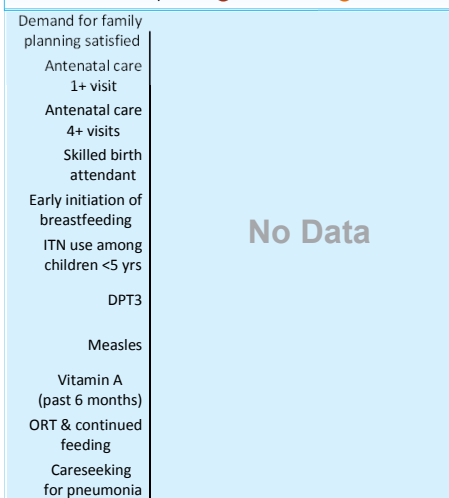 Demand for family
planning satisfied
Antenatal care
1+ visit
Antenatal care
4+ visits
Skilled birth
attendant
Early initiation of
breastfeeding
ITN use among
children <5 yrs
DPT3
Measles
Vitamin A
(past 6 months)
ORT & continued
feeding
Careseeking
for pneumonia
No Data